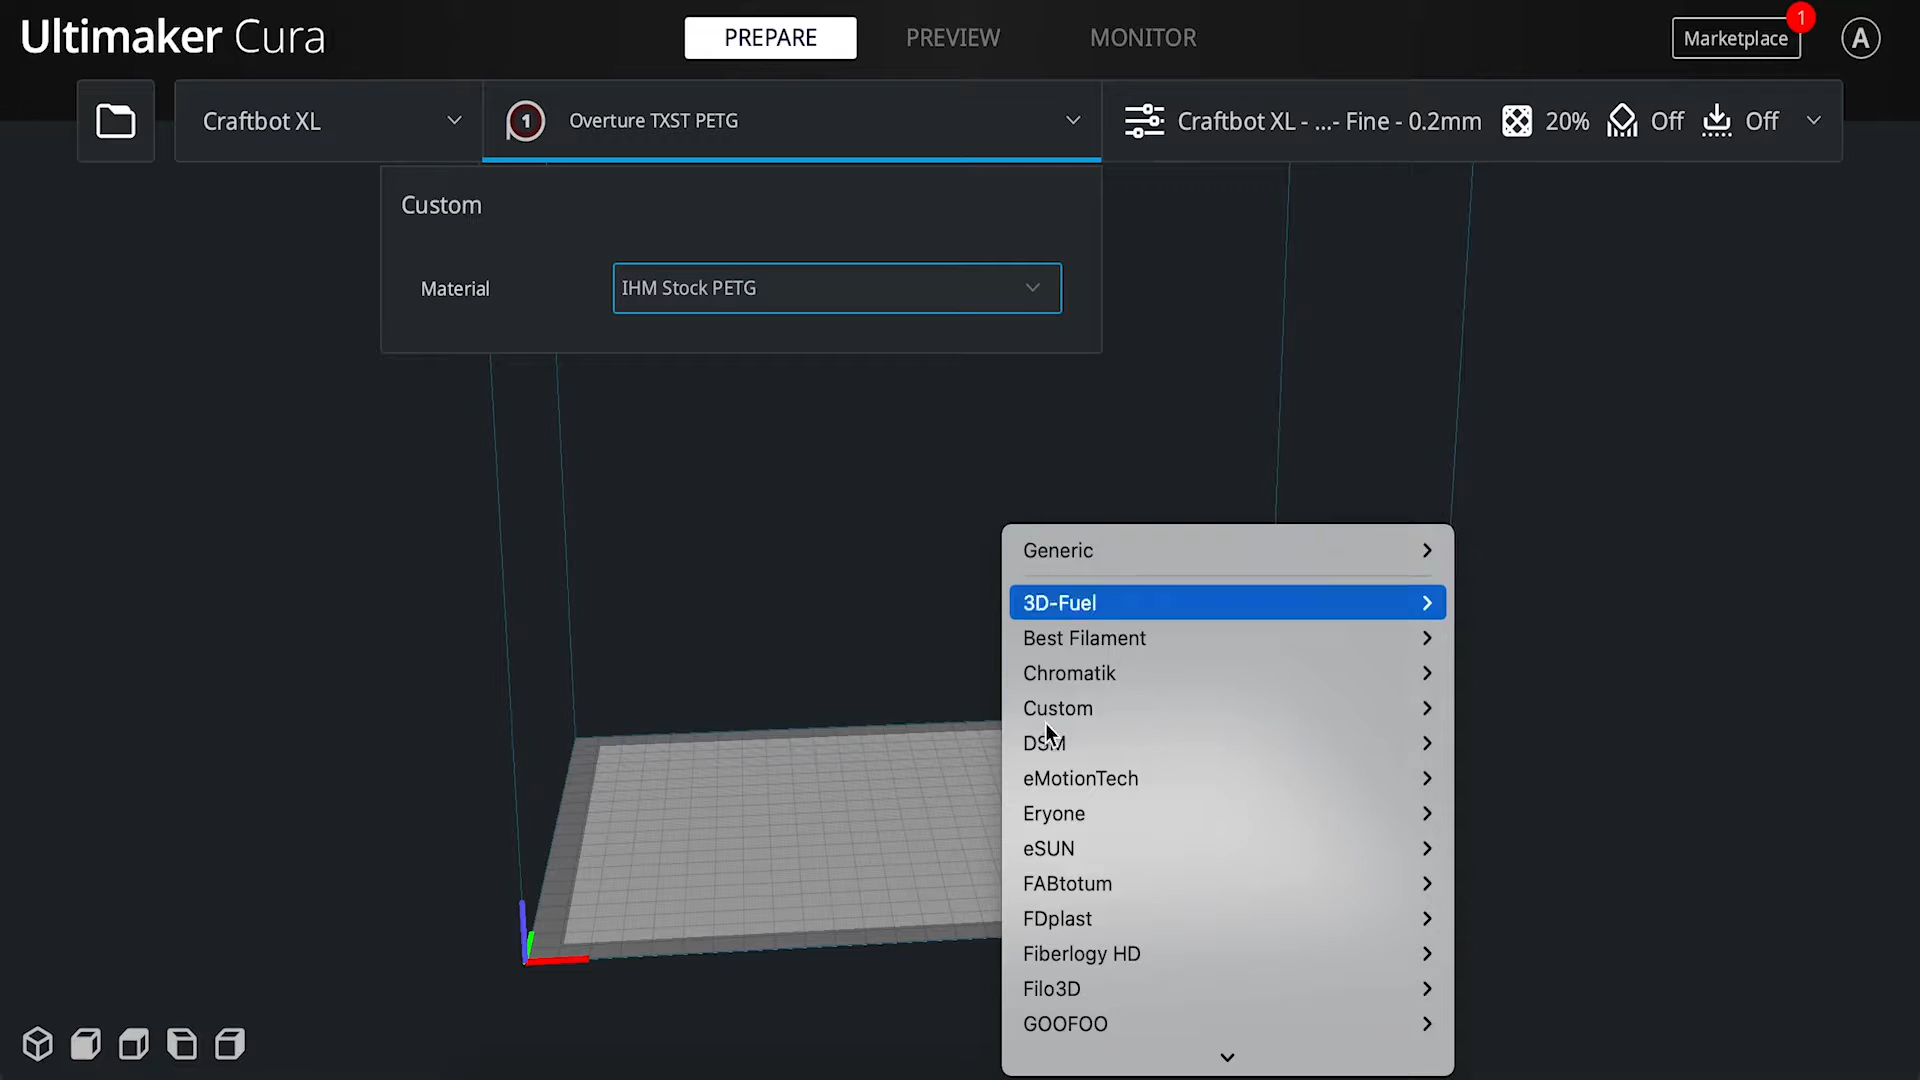 Ultimaker Cura
PREPARE
PREVIEW
MONITOR
Marketplace
1
A
Craftbot XL
1
Overture TXST PETG
Craftbot XL - ...- Fine - 0.2mm
20%
Off
Off
Custom
Material
IHM Stock PETG
Generic
3D-Fuel
Best Filament
Chromatik
Custom
DSM
eMotionTech
Eryone
eSUN
FABtotum
FDplast
Fiberlogy HD
Filo3D
GOOFOO